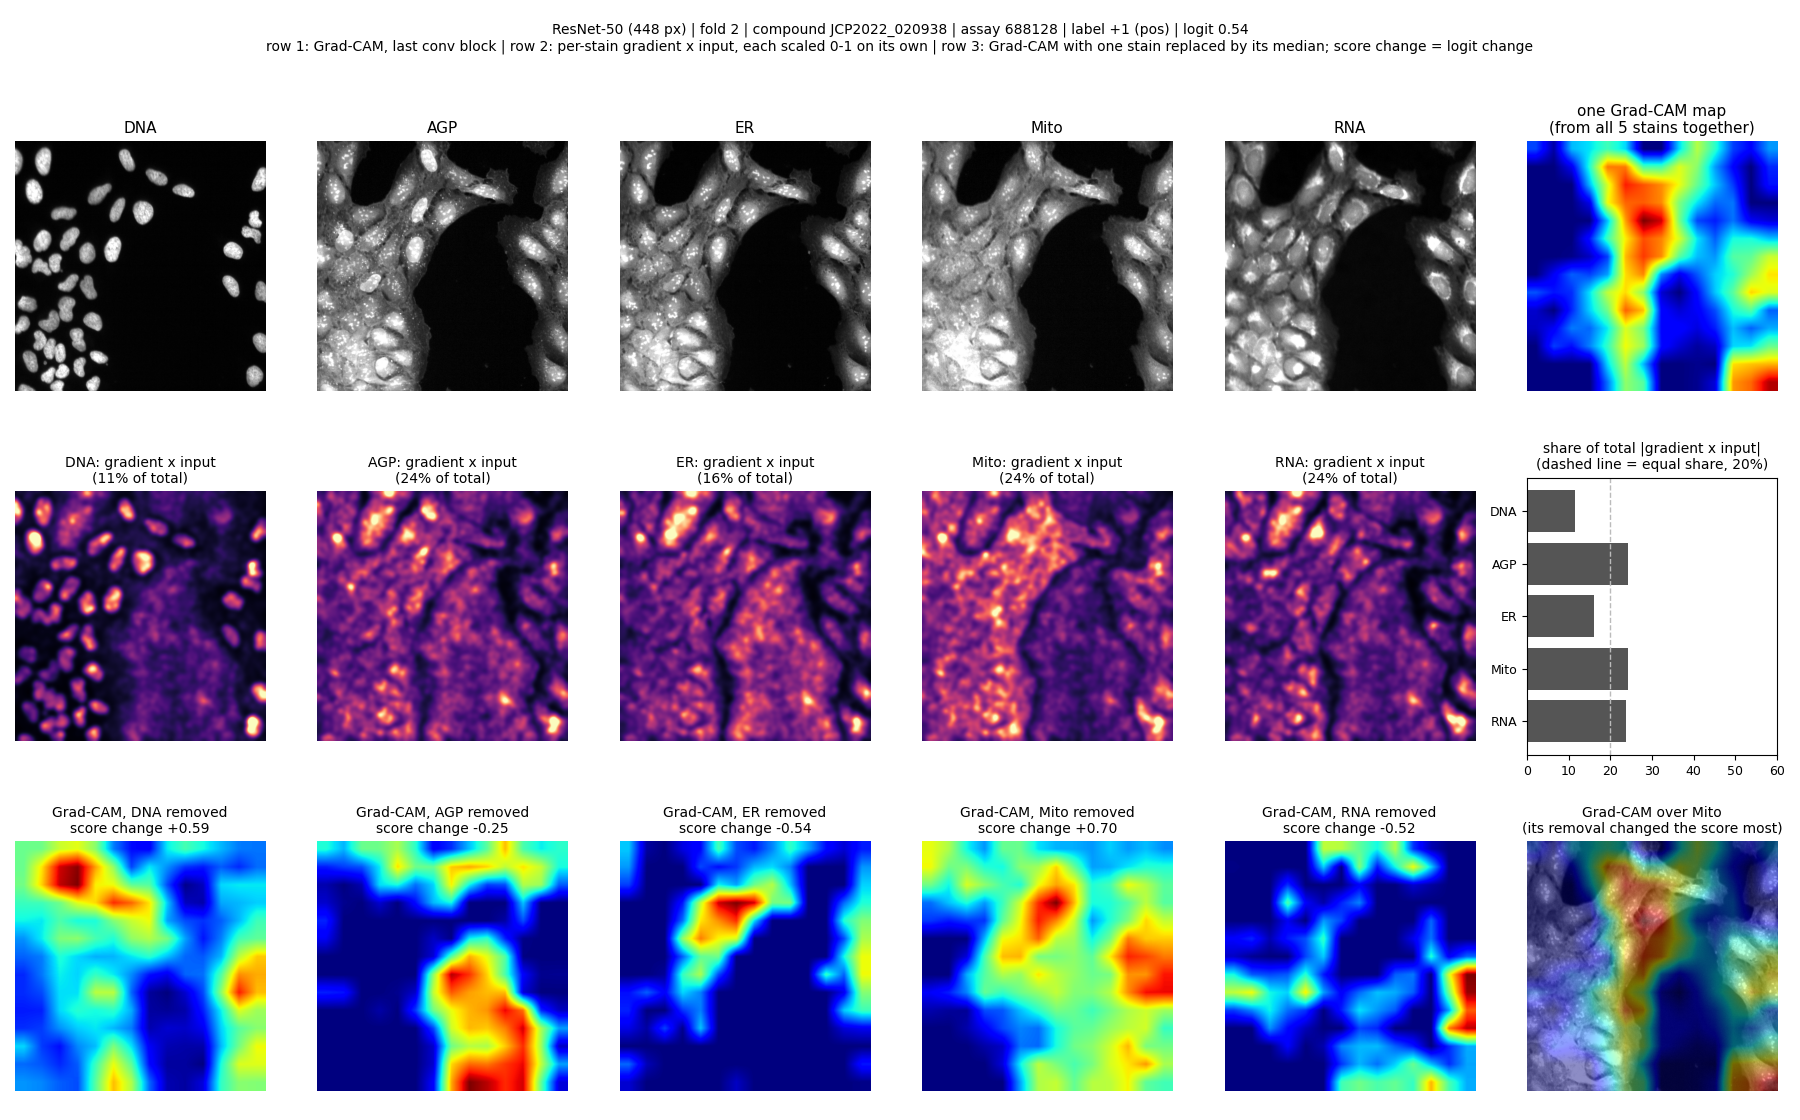 ResNet-50 (448 px) | fold 2 | compound JCP2022_020938 | assay 688128 | label +1 (pos) | logit 0.54
row 1: Grad-CAM, last conv block | row 2: per-stain gradient x input, each scaled 0-1 on its own | row 3: Grad-CAM with one stain replaced by its median; score change = logit change
DNA
AGP
ER
Mito
RNA
one Grad-CAM map
(from all 5 stains together)
DNA: gradient x input
(11% of total)
AGP: gradient x input
(24% of total)
ER: gradient x input
(16% of total)
Mito: gradient x input
(24% of total)
RNA: gradient x input
(24% of total)
share of total |gradient x input|
(dashed line = equal share, 20%)
DNA
AGP
ER
Mito
RNA
0 10 20 30 40 50 60
Grad-CAM, DNA removed
score change +0.59
Grad-CAM, AGP removed
score change -0.25
Grad-CAM, ER removed
score change -0.54
Grad-CAM, Mito removed
score change +0.70
Grad-CAM, RNA removed
score change -0.52
Grad-CAM over Mito
(its removal changed the score most)